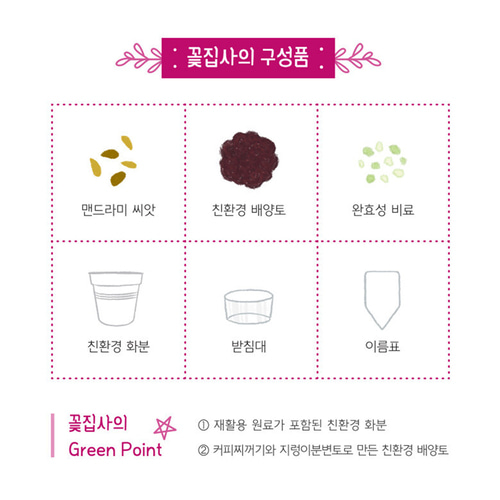 꽃집사의 구성품
맨드라미 씨앗
친환경 배양토
완효성 비료
친환경 화분
받침대
이름표
꽃집사의
Green Point
① 재활용 원료가 포함된 친환경 화분
② 커피찌꺼기와 지렁이분변토로 만든 친환경 배양토